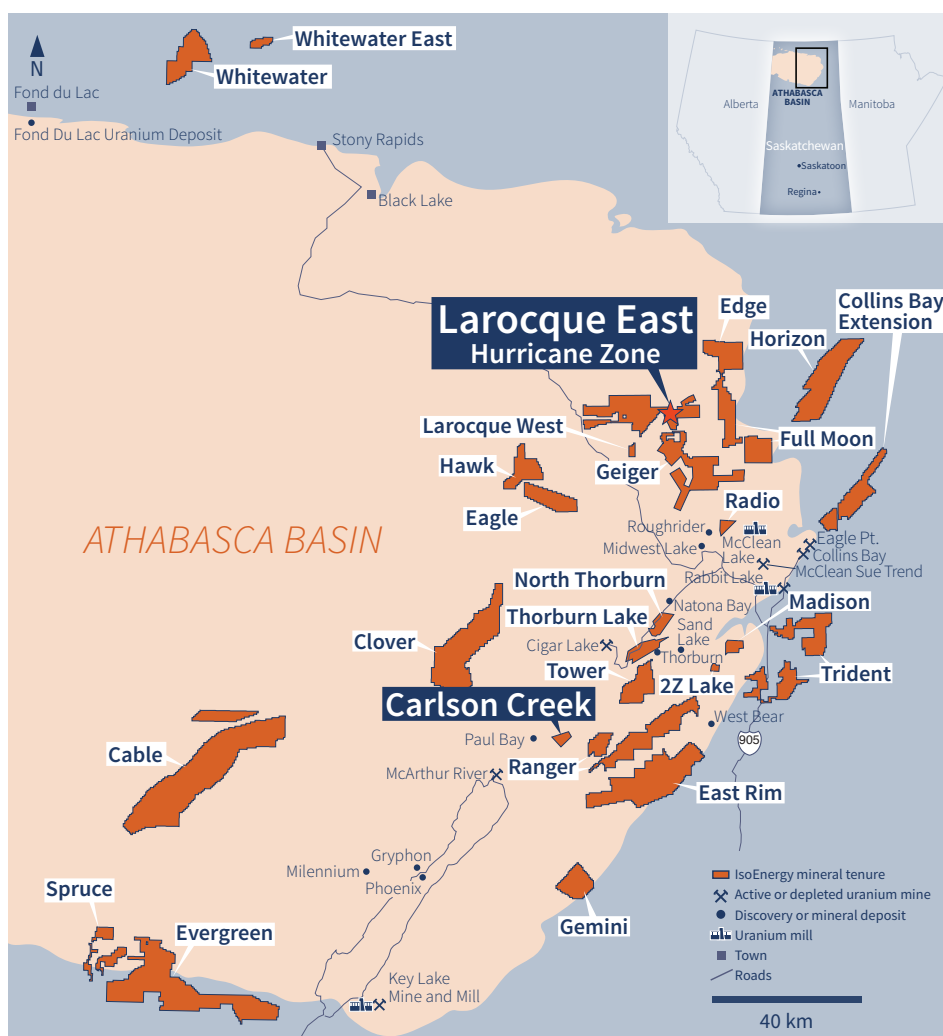 Whitewater East
Whitewater
N
Fond du Lac
Fond Du Lac Uranium Deposit
Stony Rapids
Black Lake
Alberta
ATHABASCA
BASIN
Manitoba
Saskatchewan
Saskatoon
Regina
Larocque East
Hurricane Zone
Edge
Horizon
Collins Bay
Extension
Larocque West
Hawk
Eagle
Geiger
Full Moon
Radio
ATHABASCA BASIN
Roughrider
Midwest Lake
McClean
Lake
Eagle Pt.
Collins Bay
McClean Sue Trend
Rabbit Lake
North Thorburn
Natona Bay
Madison
Thorburn Lake
Sand
Lake
Clover
Cigar Lake
Thorburn
Tower
2Z Lake
Trident
Carlson Creek
West Bear
905
Paul Bay
Cable
Ranger
McArthur River
East Rim
Gryphon
Milennium
Phoenix
Spruce
Evergreen
Gemini
Key Lake
Mine and Mill
IsoEnergy mineral tenure
Active or depleted uranium mine
Discovery or mineral deposit
Uranium mill
Town
Roads
40 km